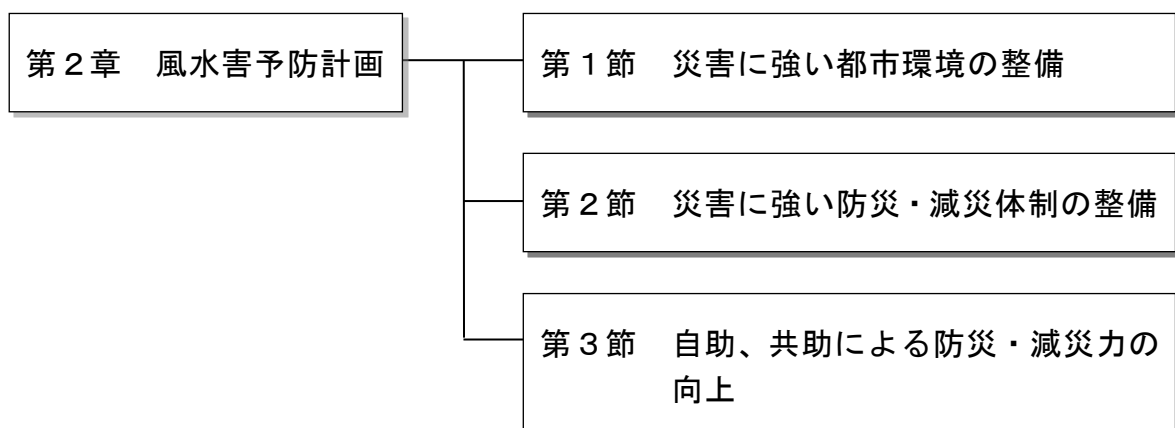 第２章　風水害予防計画
第１節　災害に強い都市環境の整備
第２節　災害に強い防災・減災体制の整備
第３節　自助、共助による防災・減災力の
向上